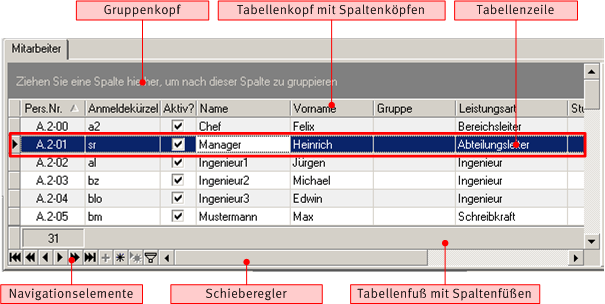 Gruppenkopf Tabellenkopf mit Spaltenköpfen Tabellenzeile
Mitarbeiter
Ziehen Sie eine Spalte hierher, um nach dieser Spalte zu gruppieren
Pers.Nr. Anmeldekürzel Aktiv? Name Vorname Gruppe Leistungsart Stu
A.2-00 a2 Chef Felix Bereichsleiter
A.2-01 sr Manager Heinrich Abteilungsleiter
A.2-02 al Ingenieur1 Jürgen Ingenieur
A.2-03 bz Ingenieur2 Michael Ingenieur
A.2-04 blo Ingenieur3 Edwin Ingenieur
A.2-05 bm Mustermann Max Schreibkraft
31
Navigationselemente Schieberegler Tabellenfuß mit Spaltenfüßen